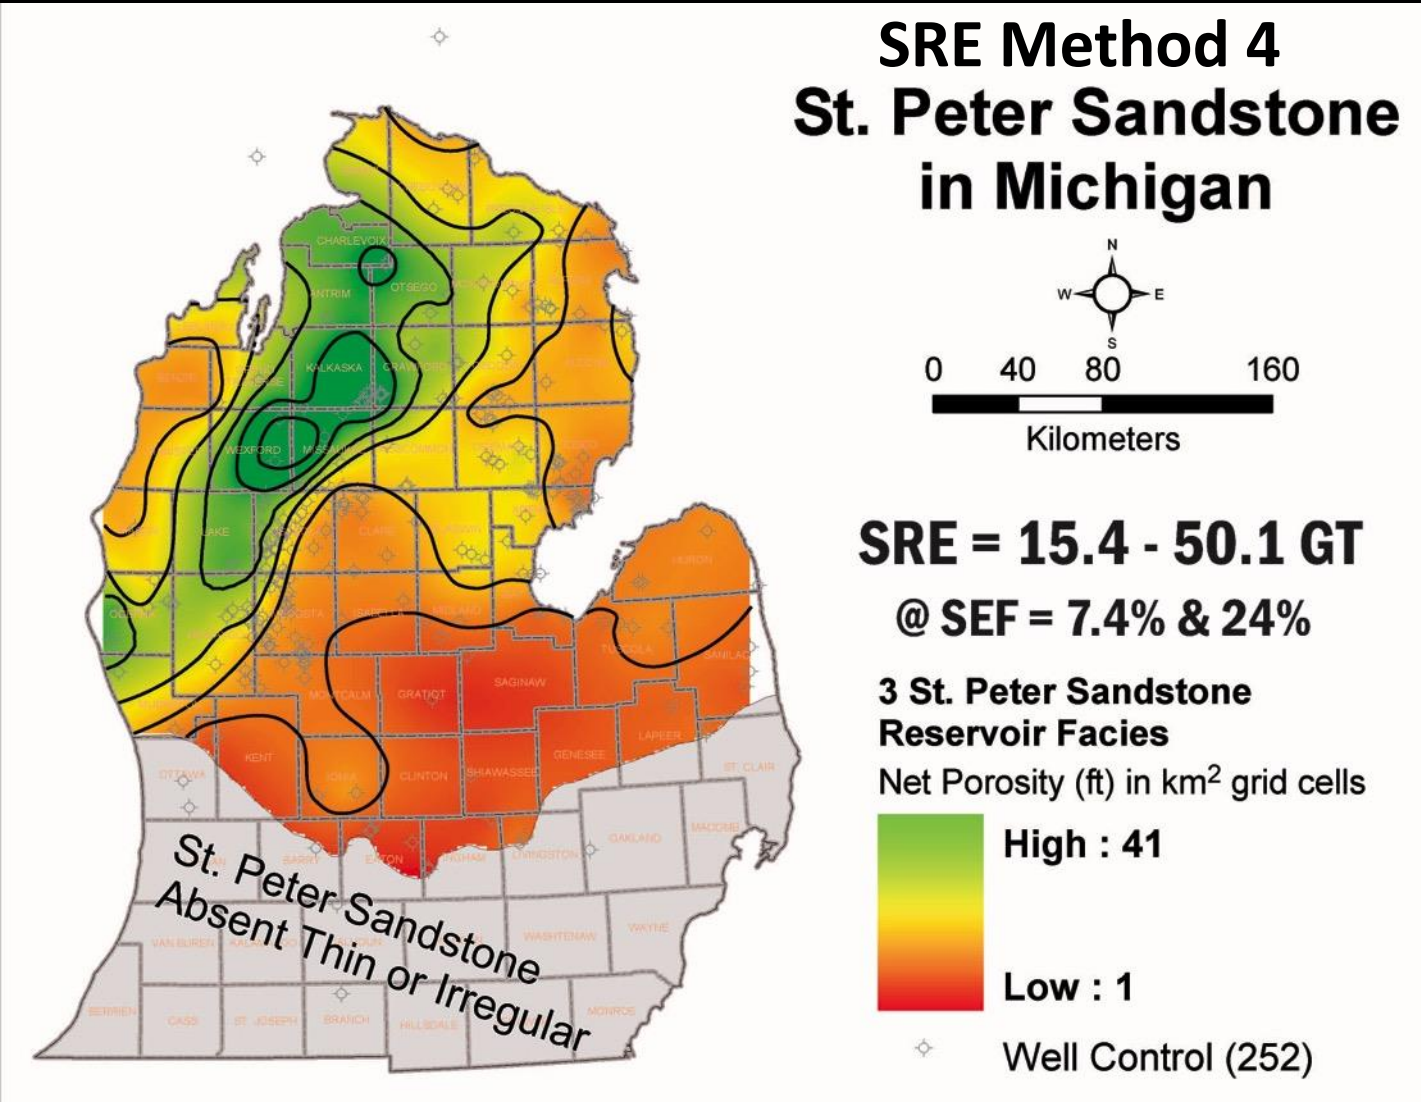 SRE Method 4
St. Peter Sandstone
in Michigan
N
W E
S
0 40 80 160
Kilometers
SRE = 15.4 - 50.1 GT
@ SEF = 7.4% & 24%
3 St. Peter Sandstone
Reservoir Facies
Net Porosity (ft) in km² grid cells
High : 41
Low : 1
Well Control (252)
CHARLEVOIX
ANTRIM
OTSEGO
KALKASKA
CRAWFORD
WEXFORD
LAKE
CLARE
ISABELLA
MIDLAND
HURON
TUSCOLA
SANILAC
MONTCALM
GRATIOT
SAGINAW
KENT
IONIA
CLINTON
SHIAWASSEE
GENESEE
LAPEER
ST. CLAIR
OTTAWA
BARRY
EATON
INGHAM
LIVINGSTON
OAKLAND
MACOMB
St. Peter Sandstone
Absent Thin or Irregular
VAN BUREN
WASHTENAW
WAYNE
BERRIEN
CASS
ST. JOSEPH
BRANCH
HILLSDALE
MONROE